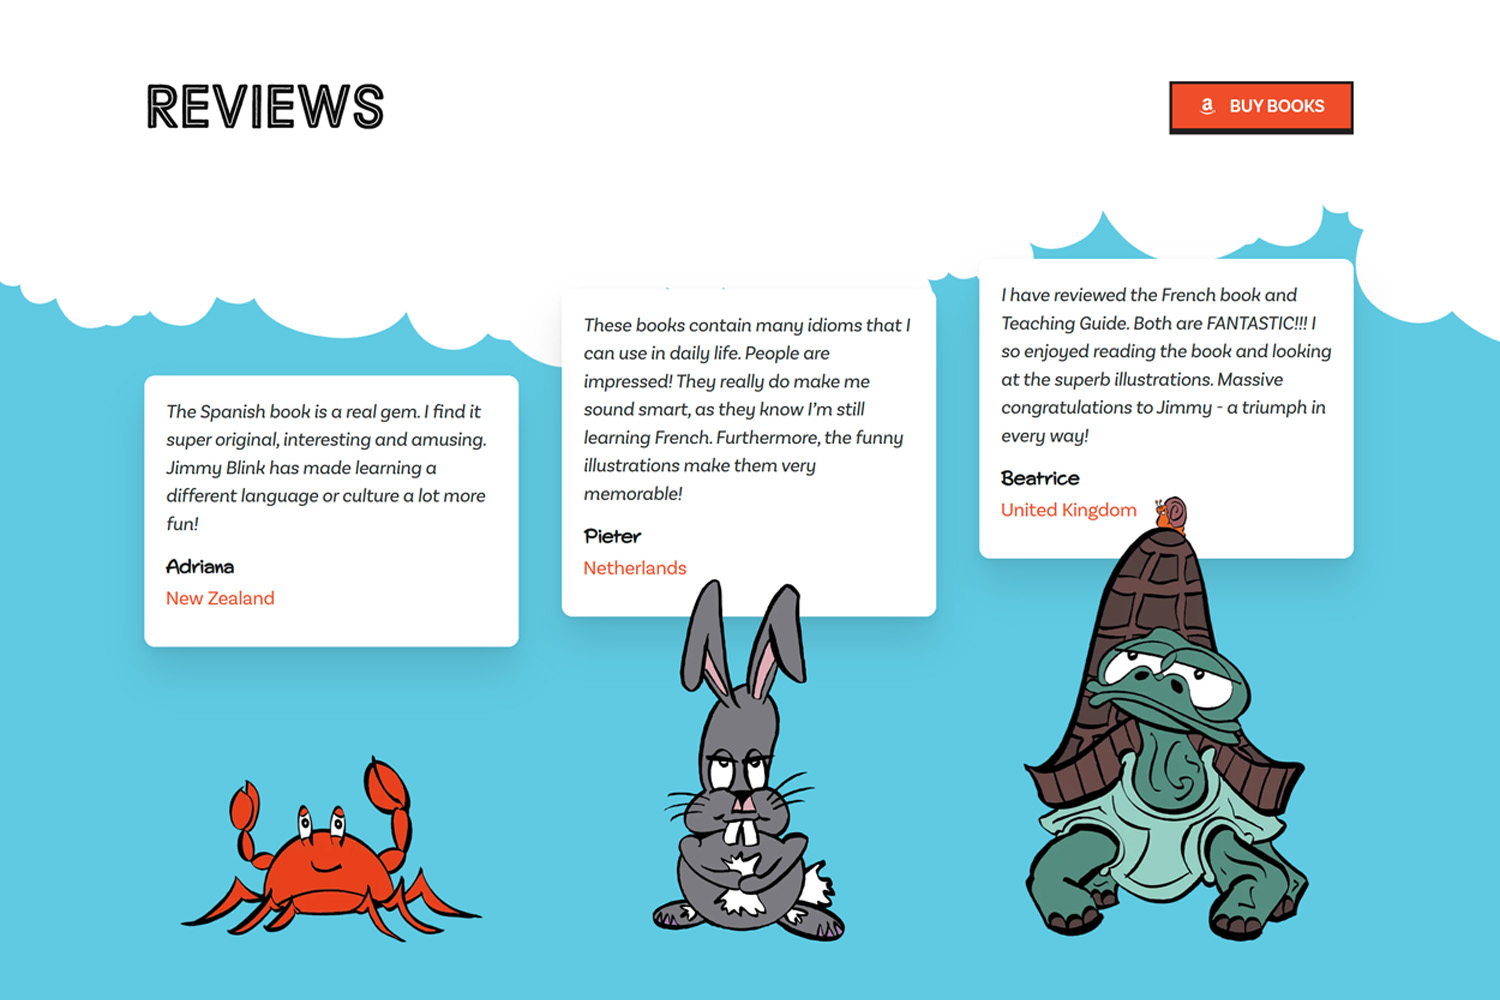 REVIEWS
BUY BOOKS
The Spanish book is a real gem. I find it
super original, interesting and amusing.
Jimmy Blink has made learning a
different language or culture a lot more
fun!
Adriana
New Zealand
These books contain many idioms that I
can use in daily life. People are
impressed! They really do make me
sound smart, as they know I’m still
learning French. Furthermore, the funny
illustrations make them very
memorable!
Pieter
Netherlands
I have reviewed the French book and
Teaching Guide. Both are FANTASTIC!!! I
so enjoyed reading the book and looking
at the superb illustrations. Massive
congratulations to Jimmy - a triumph in
every way!
Beatrice
United Kingdom